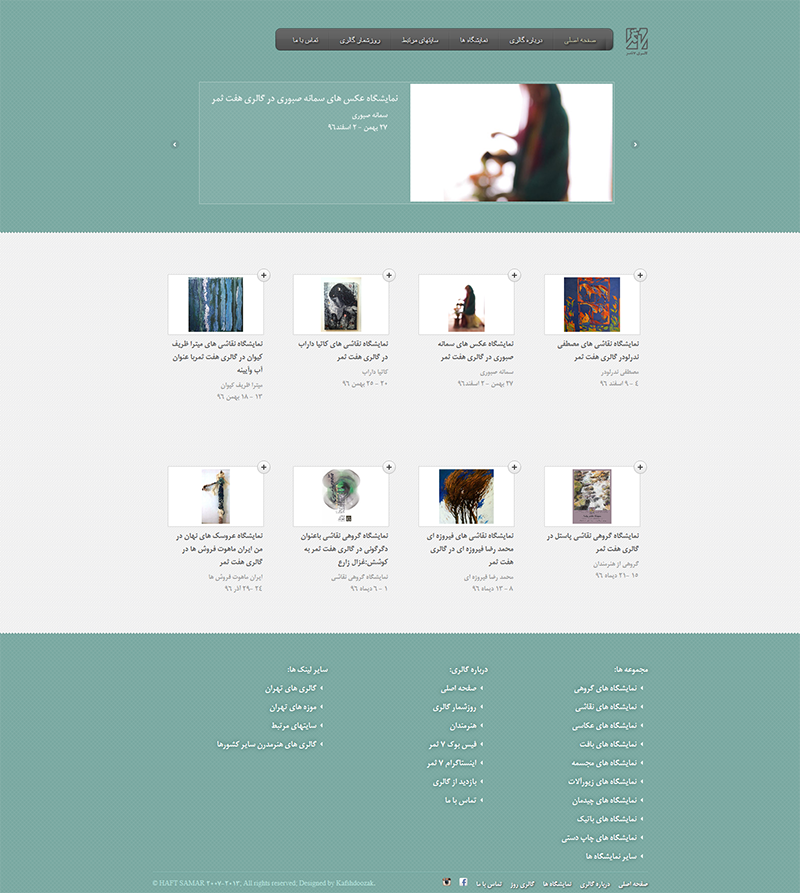 صفحه اصلی
درباره گالری
نمایشگاه ها
سایتهای مرتبط
روزشمار گالری
تماس با ما
نمایشگاه عکس های سمانه صبوری در گالری هفت ثمر
سمانه صبوری
۲۷ بهمن - ۲ اسفند۹۶
نمایشگاه نقاشی های مصطفی
ندرلودر گالری هفت ثمر
مصطفی ندرلودر
۴ - ۹ اسفند ۹۶
نمایشگاه عکس های سمانه
صبوری در گالری هفت ثمر
سمانه صبوری
۲۷ بهمن - ۲ اسفند۹۶
نمایشگاه نقاشی های کاتیا داراب
در گالری هفت ثمر
کاتیا داراب
۲۰ - ۲۵ بهمن ۹۶
نمایشگاه نقاشی های میترا ظریف
کیوان در گالری هفت ثمربا عنوان
آب وآیینه
میترا ظریف کیوان
۱۳ - ۱۸ بهمن ۹۶
نمایشگاه گروهی نقاشی پاستل در
گالری هفت ثمر
گروهی از هنرمندان
۱۵ -۲۱ دیماه ۹۶
نمایشگاه نقاشی های فیروزه ای
محمد رضا فیروزه ای در گالری
هفت ثمر
محمد رضا فیروزه ای
۸ - ۱۳ دیماه ۹۶
نمایشگاه گروهی نقاشی باعنوان
دگرگونی در گالری هفت ثمر به
کوشش:غزال زارع
نمایشگاه گروهی نقاشی
۱ - ۶ دیماه ۹۶
نمایشگاه عروسک های نهان در
من ایران ماهوت فروش ها در
گالری هفت ثمر
ایران ماهوت فروش ها
۲۴ -۲۹ آذر ۹۶
مجموعه ها:
نمایشگاه های گروهی
نمایشگاه های نقاشی
نمایشگاه های عکاسی
نمایشگاه های بافت
نمایشگاه های مجسمه
نمایشگاه های زیورآلات
نمایشگاه های چیدمان
نمایشگاه های باتیک
نمایشگاه های چاپ دستی
سایر نمایشگاه ها
درباره گالری:
صفحه اصلی
روزشمار گالری
هنرمندان
فیس بوک ۷ ثمر
اینستاگرام ۷ ثمر
بازدید از گالری
تماس با ما
سایر لینک ها:
گالری های تهران
موزه های تهران
سایتهای مرتبط
گالری های هنرمدرن سایر کشورها
صفحه اصلی درباره گالری نمایشگاه ها گالری روز تماس با ما
© HAFT SAMAR ۲۰۰۷-۲۰۱۳; All rights reserved; Designed by Kafshdoozak.